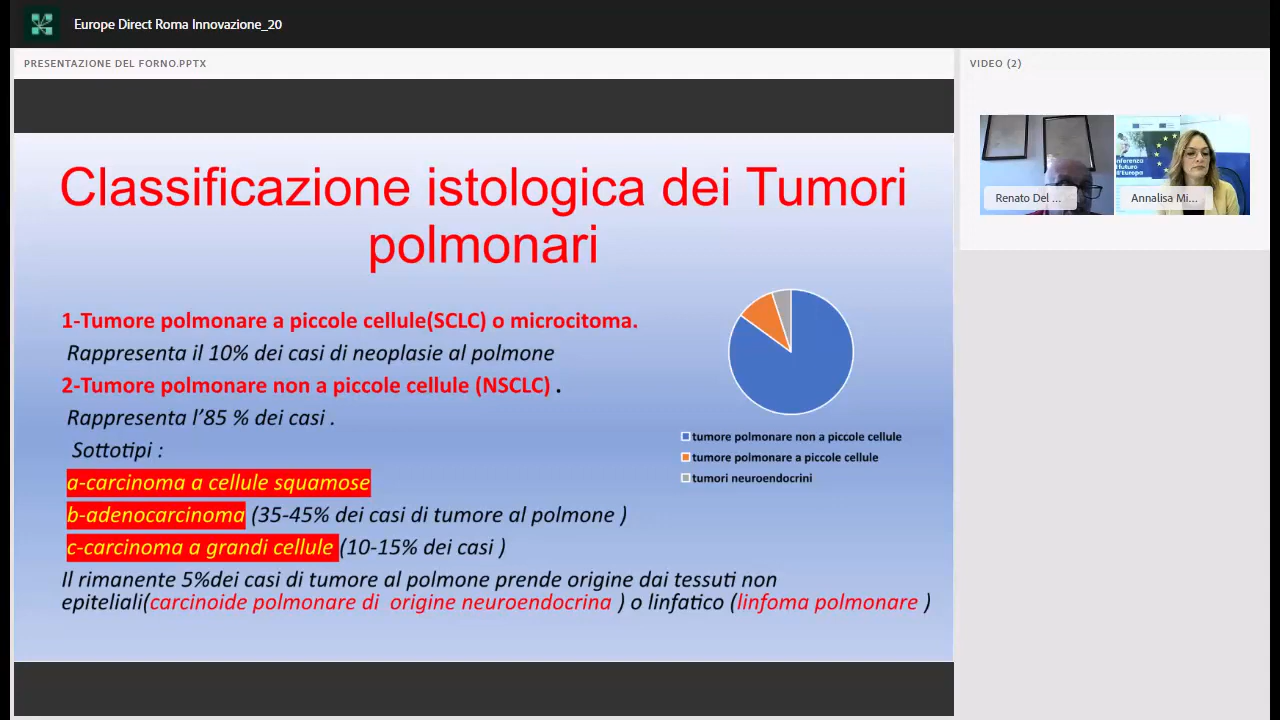 Europe Direct Roma Innovazione_20
PRESENTAZIONE DEL FORNO.PPTX
VIDEO (2)
Classificazione istologica dei Tumori
polmonari
1-Tumore polmonare a piccole cellule(SCLC) o microcitoma.
Rappresenta il 10% dei casi di neoplasie al polmone
2-Tumore polmonare non a piccole cellule (NSCLC) .
Rappresenta l’85 % dei casi .
Sottotipi :
a-carcinoma a cellule squamose
b-adenocarcinoma (35-45% dei casi di tumore al polmone )
c-carcinoma a grandi cellule (10-15% dei casi )
Il rimanente 5%dei casi di tumore al polmone prende origine dai tessuti non
epiteliali(carcinoide polmonare di origine neuroendocrina ) o linfatico (linfoma polmonare )
tumore polmonare non a piccole cellule
tumore polmonare a piccole cellule
tumori neuroendocrini
Renato Del ...
Annalisa Mi...